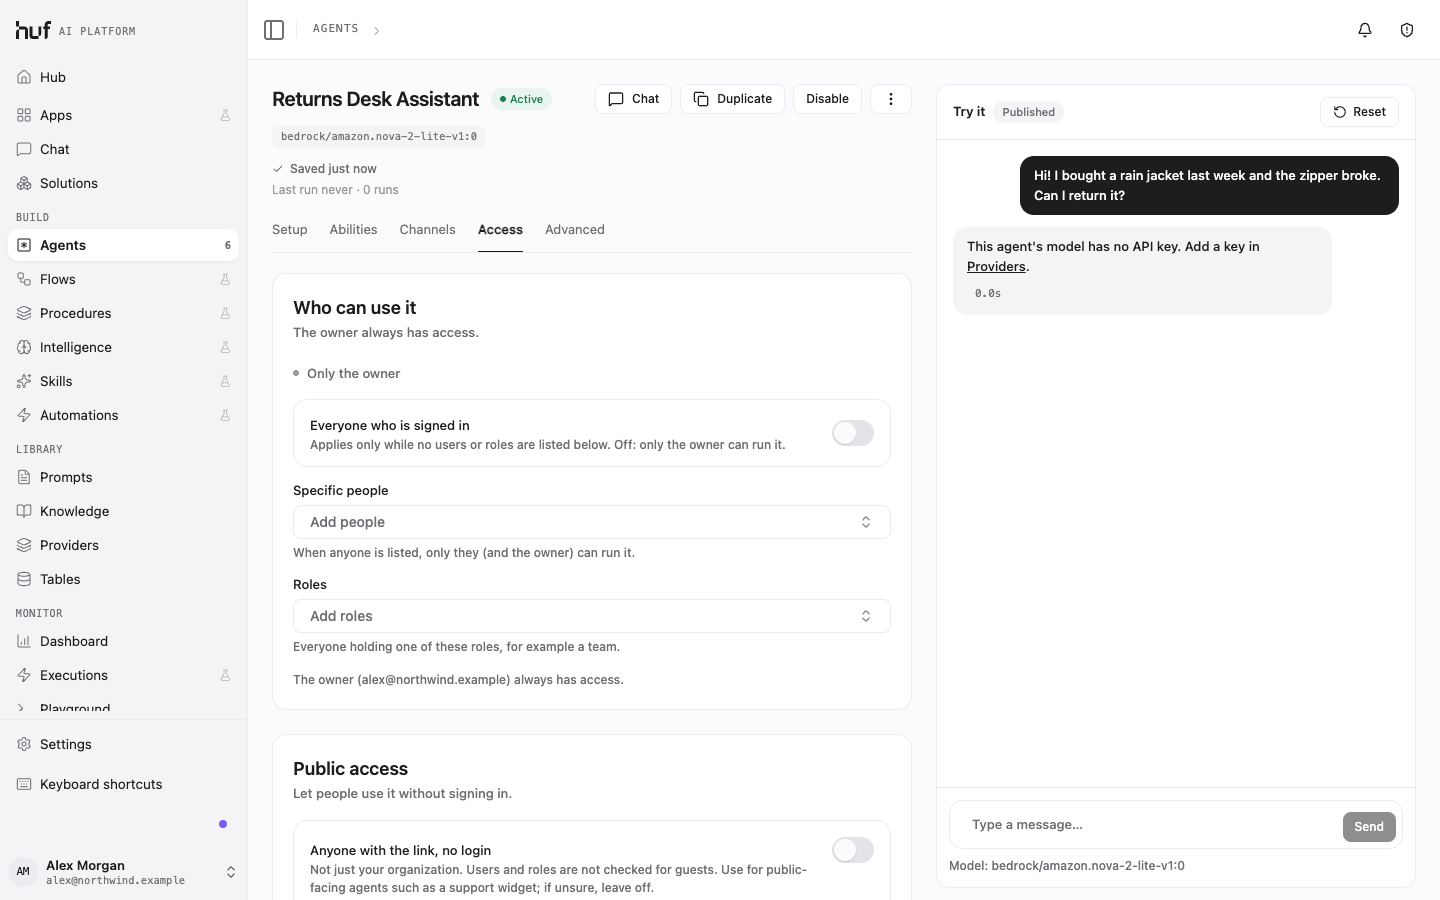 huf AI PLATFORM
Hub
Apps
Chat
Solutions
BUILD
Agents 6
Flows
Procedures
Intelligence
Skills
Automations
LIBRARY
Prompts
Knowledge
Providers
Tables
MONITOR
Dashboard
Executions
Playground
Settings
Keyboard shortcuts
AM
Alex Morgan
alex@northwind.example
AGENTS
Returns Desk Assistant
Active
Chat
Duplicate
Disable
bedrock/amazon.nova-2-lite-v1:0
Saved just now
Last run never · 0 runs
Setup Abilities Channels Access Advanced
Who can use it
The owner always has access.
Only the owner
Everyone who is signed in
Applies only while no users or roles are listed below. Off: only the owner can run it.
Specific people
Add people
When anyone is listed, only they (and the owner) can run it.
Roles
Add roles
Everyone holding one of these roles, for example a team.
The owner (alex@northwind.example) always has access.
Public access
Let people use it without signing in.
Anyone with the link, no login
Not just your organization. Users and roles are not checked for guests. Use for public-
facing agents such as a support widget; if unsure, leave off.
Try it Published
Reset
Hi! I bought a rain jacket last week and the zipper broke.
Can I return it?
This agent's model has no API key. Add a key in
Providers.
0.0s
Type a message...
Send
Model: bedrock/amazon.nova-2-lite-v1:0